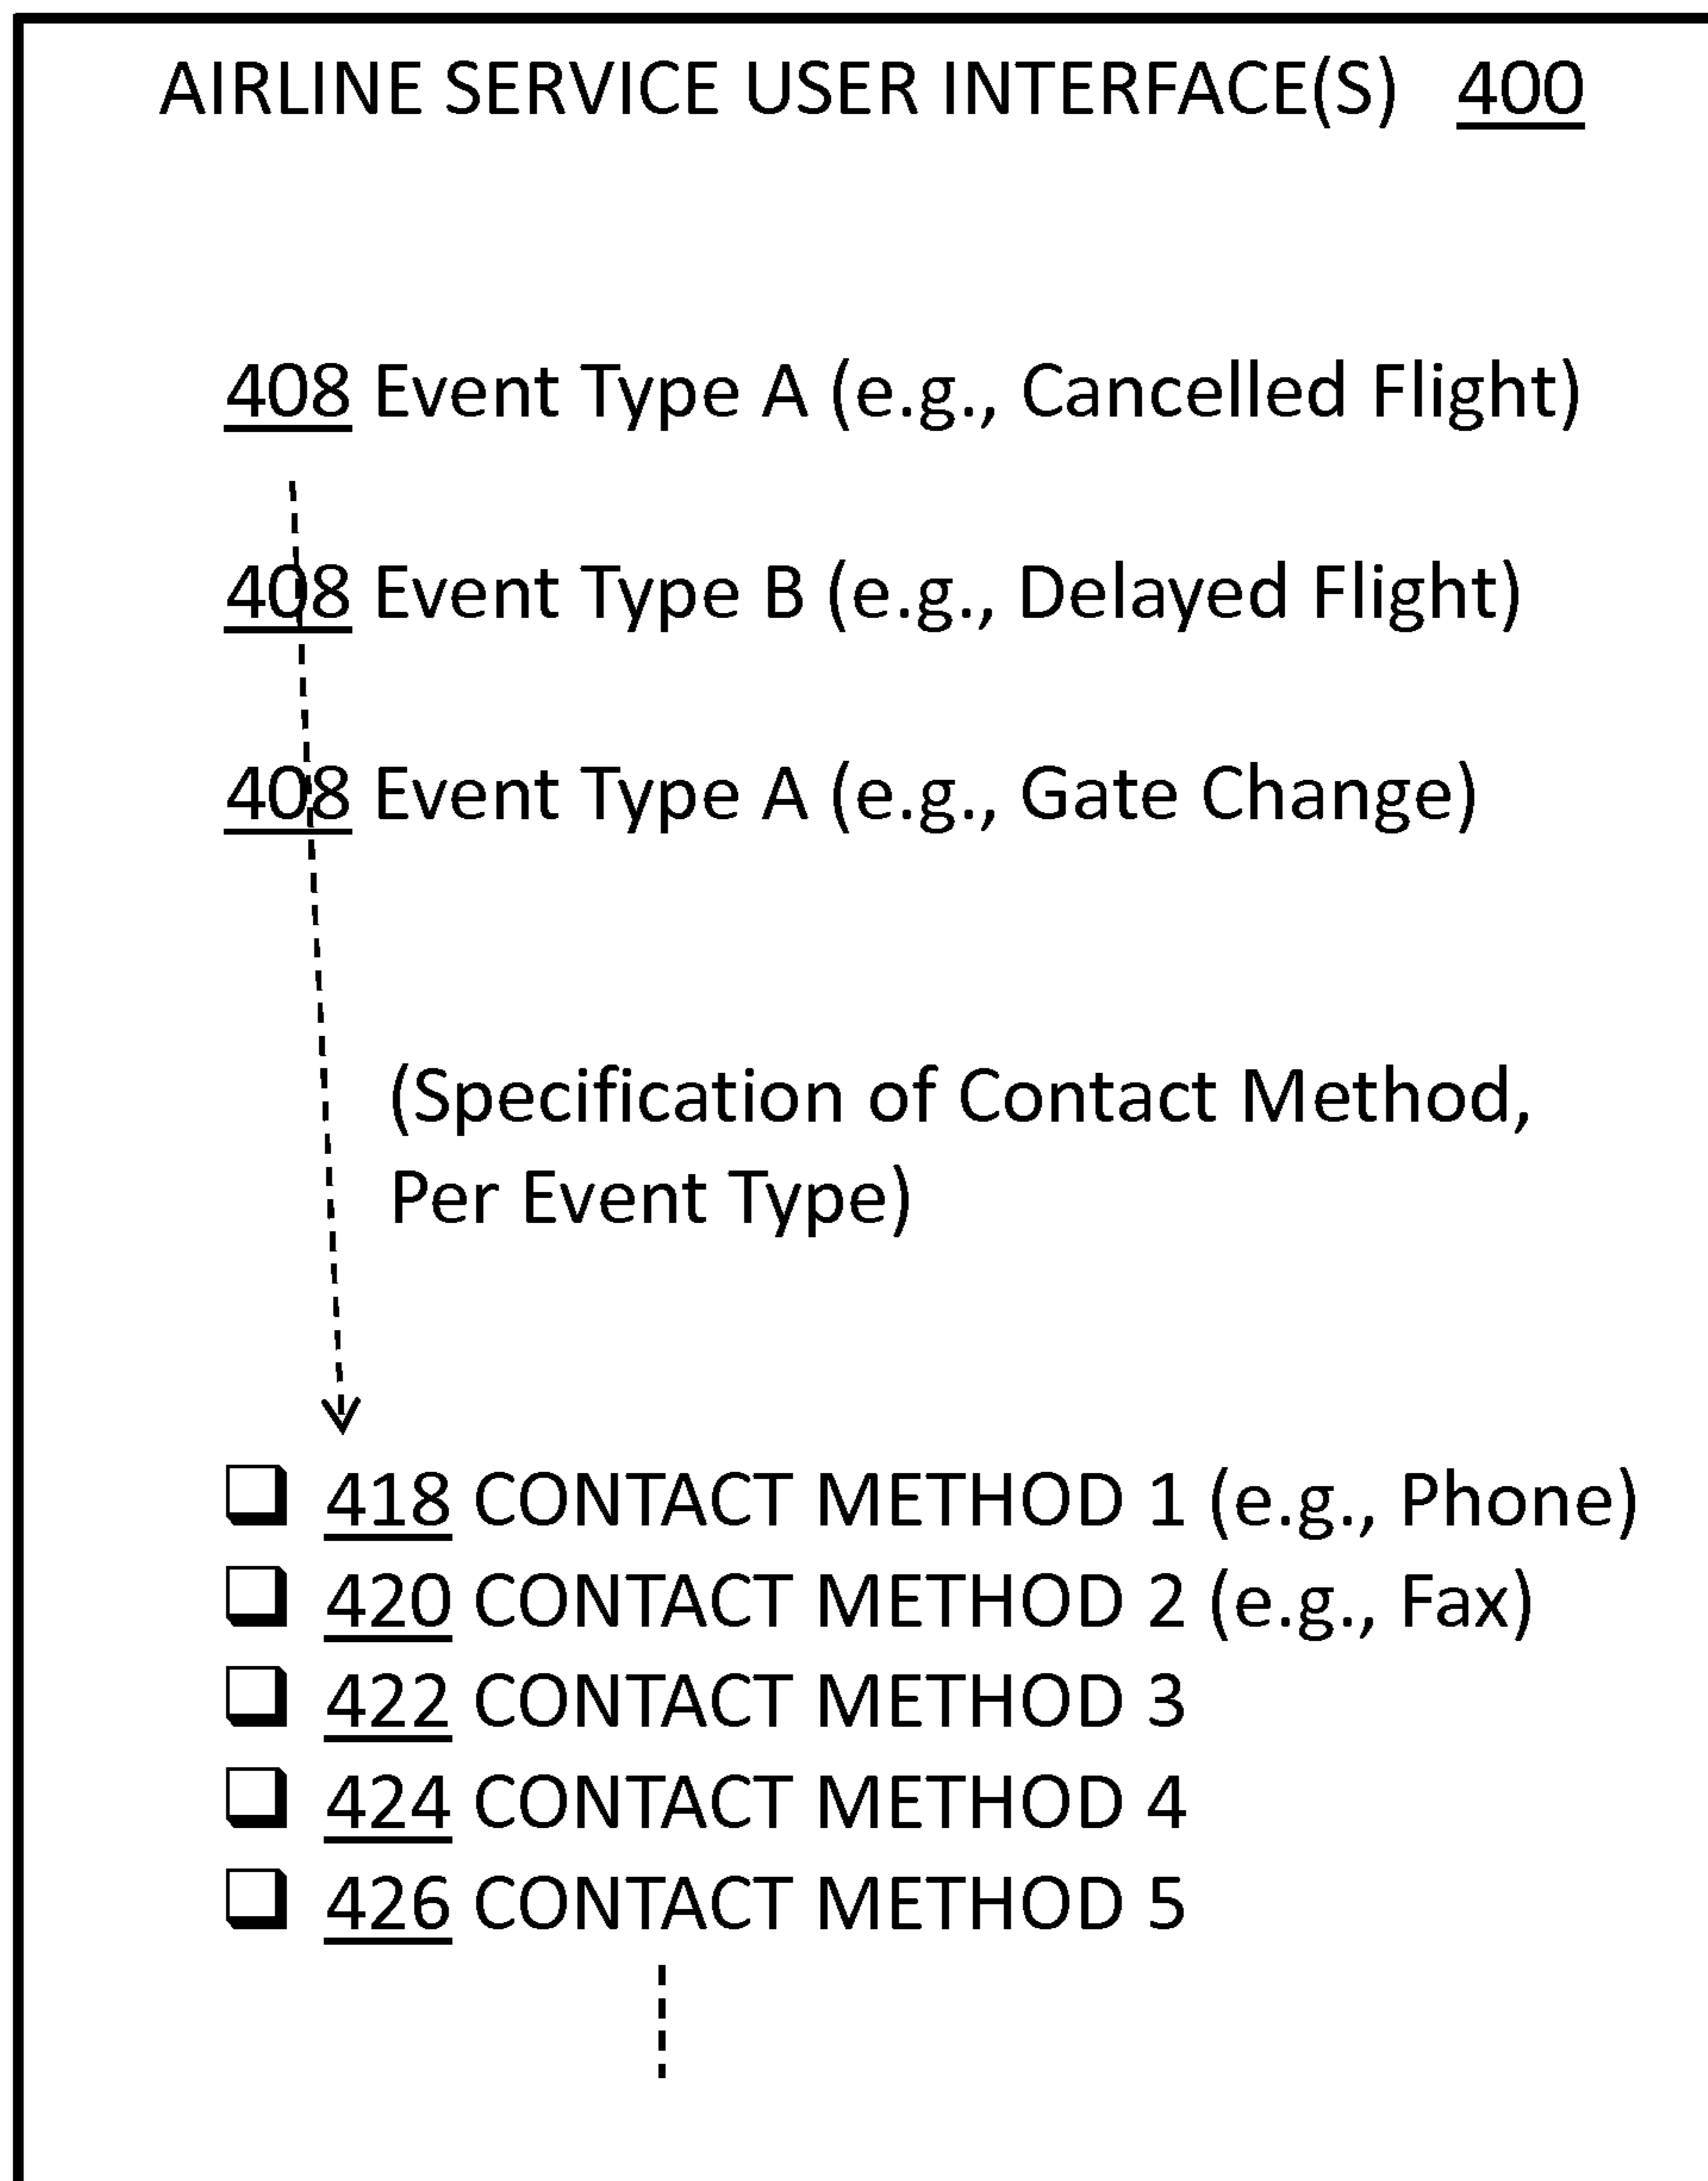 AIRLINE SERVICE USER INTERFACE(S) 400
408 Event Type A (e.g., Cancelled Flight)
408 Event Type B (e.g., Delayed Flight)
408 Event Type A (e.g., Gate Change)
(Specification of Contact Method,
Per Event Type)
418 CONTACT METHOD 1 (e.g., Phone)
420 CONTACT METHOD 2 (e.g., Fax)
422 CONTACT METHOD 3
424 CONTACT METHOD 4
426 CONTACT METHOD 5